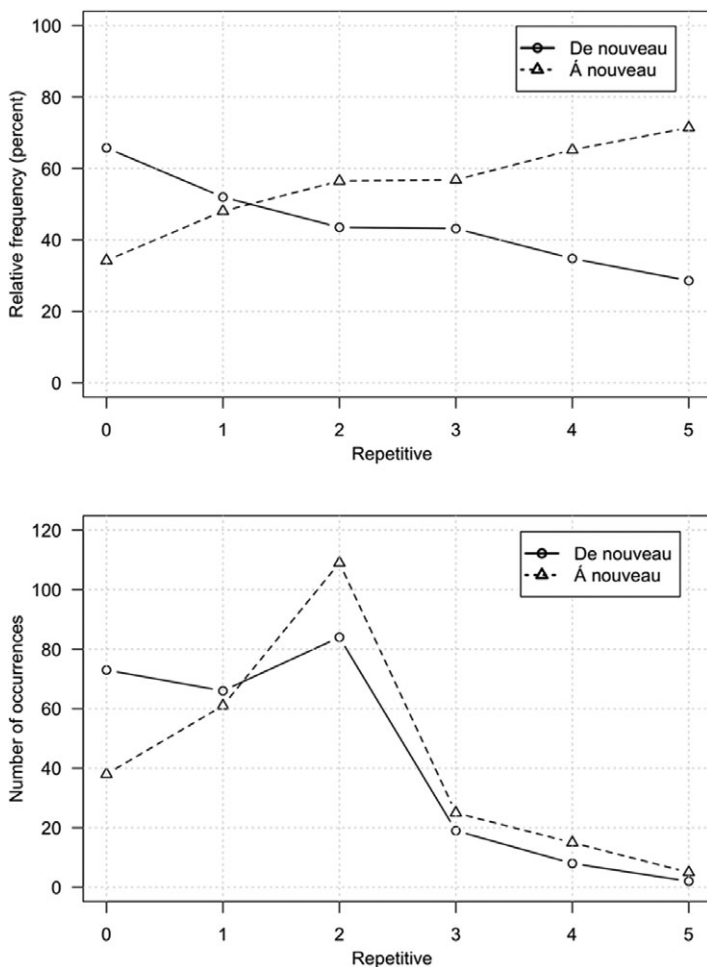 De nouveau
Á nouveau
Relative frequency (percent)
100
80
60
40
20
0
0 1 2 3 4 5
Repetitive
De nouveau
Á nouveau
Number of occurrences
120
100
80
60
40
20
0
0 1 2 3 4 5
Repetitive